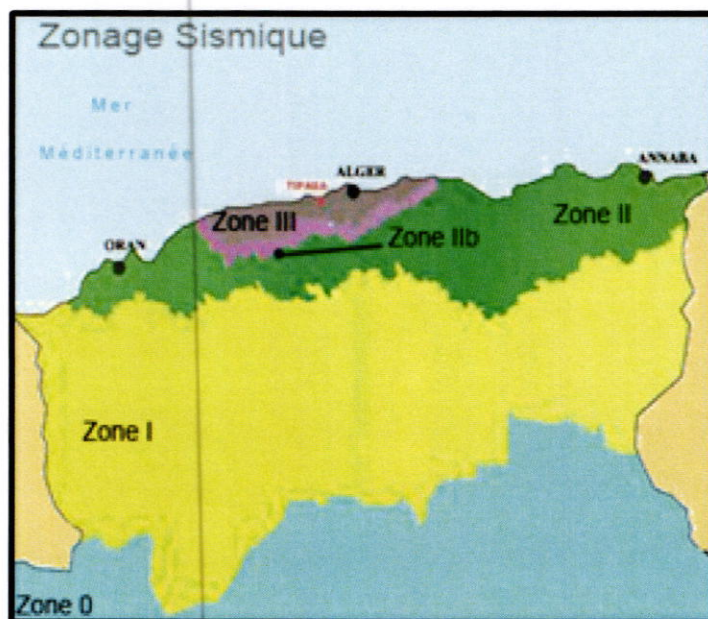 Zonage Sismique
Mer
Méditerranée
ALGER
ANNABA
TIPAZA
Zone III
Zone II
Zone IIb
ORAN
Zone I
Zone 0